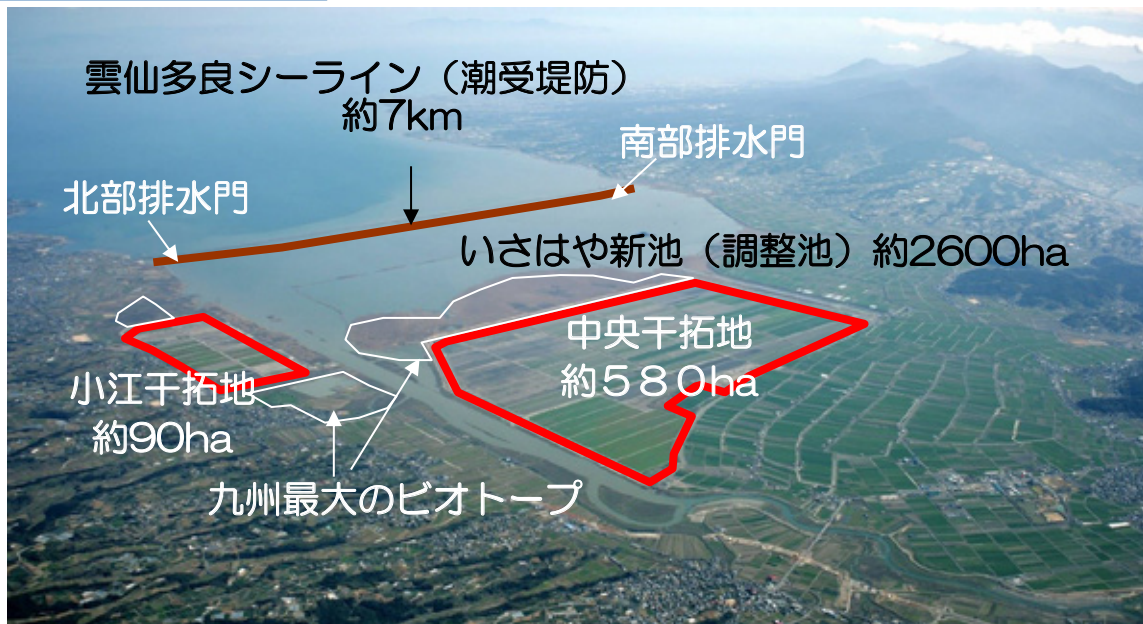 雲仙多良シーライン（潮受堤防）
約7km
南部排水門
北部排水門
いさはや新池（調整池）約2600ha
中央干拓地
約５８０ha
小江干拓地
約90ha
九州最大のビオトープ